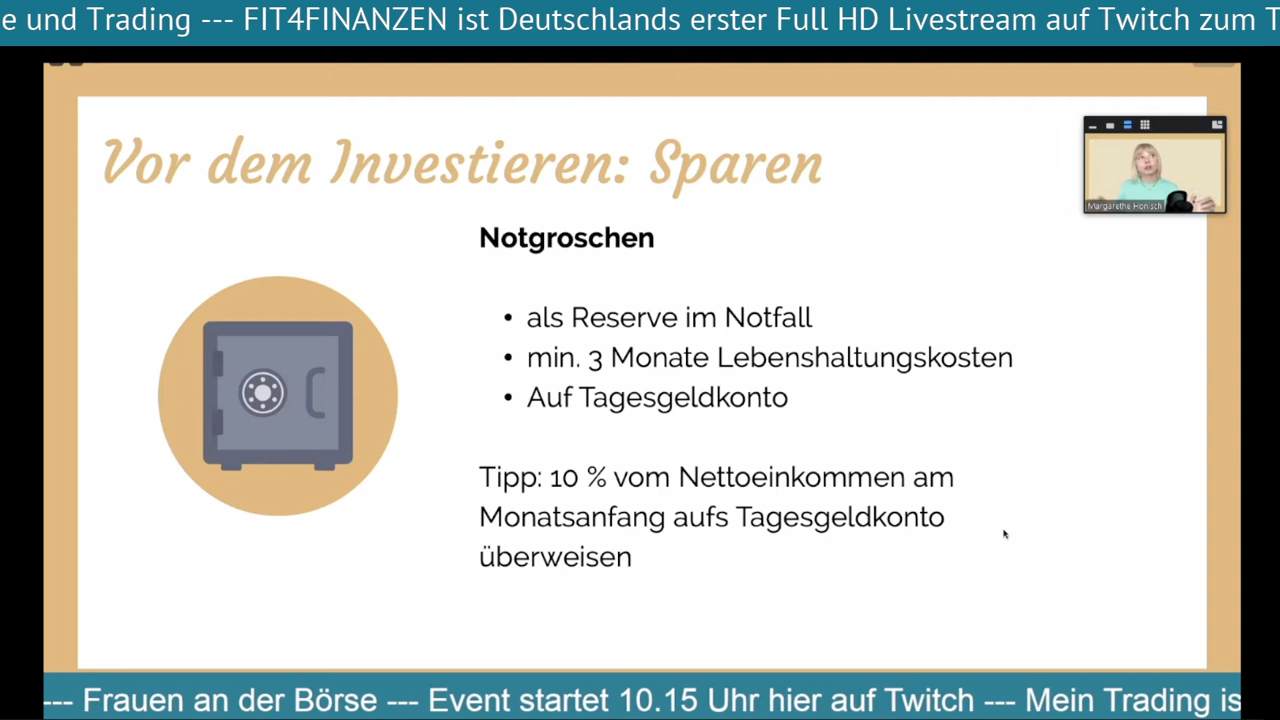 e und Trading --- FIT4FINANZEN ist Deutschlands erster Full HD Livestream auf Twitch zum T
Vor dem Investieren: Sparen
Margarethe Honisch
Notgroschen
• als Reserve im Notfall
• min. 3 Monate Lebenshaltungskosten
• Auf Tagesgeldkonto
Tipp: 10 % vom Nettoeinkommen am
Monatsanfang aufs Tagesgeldkonto
überweisen
--- Frauen an der Börse --- Event startet 10.15 Uhr hier auf Twitch --- Mein Trading is